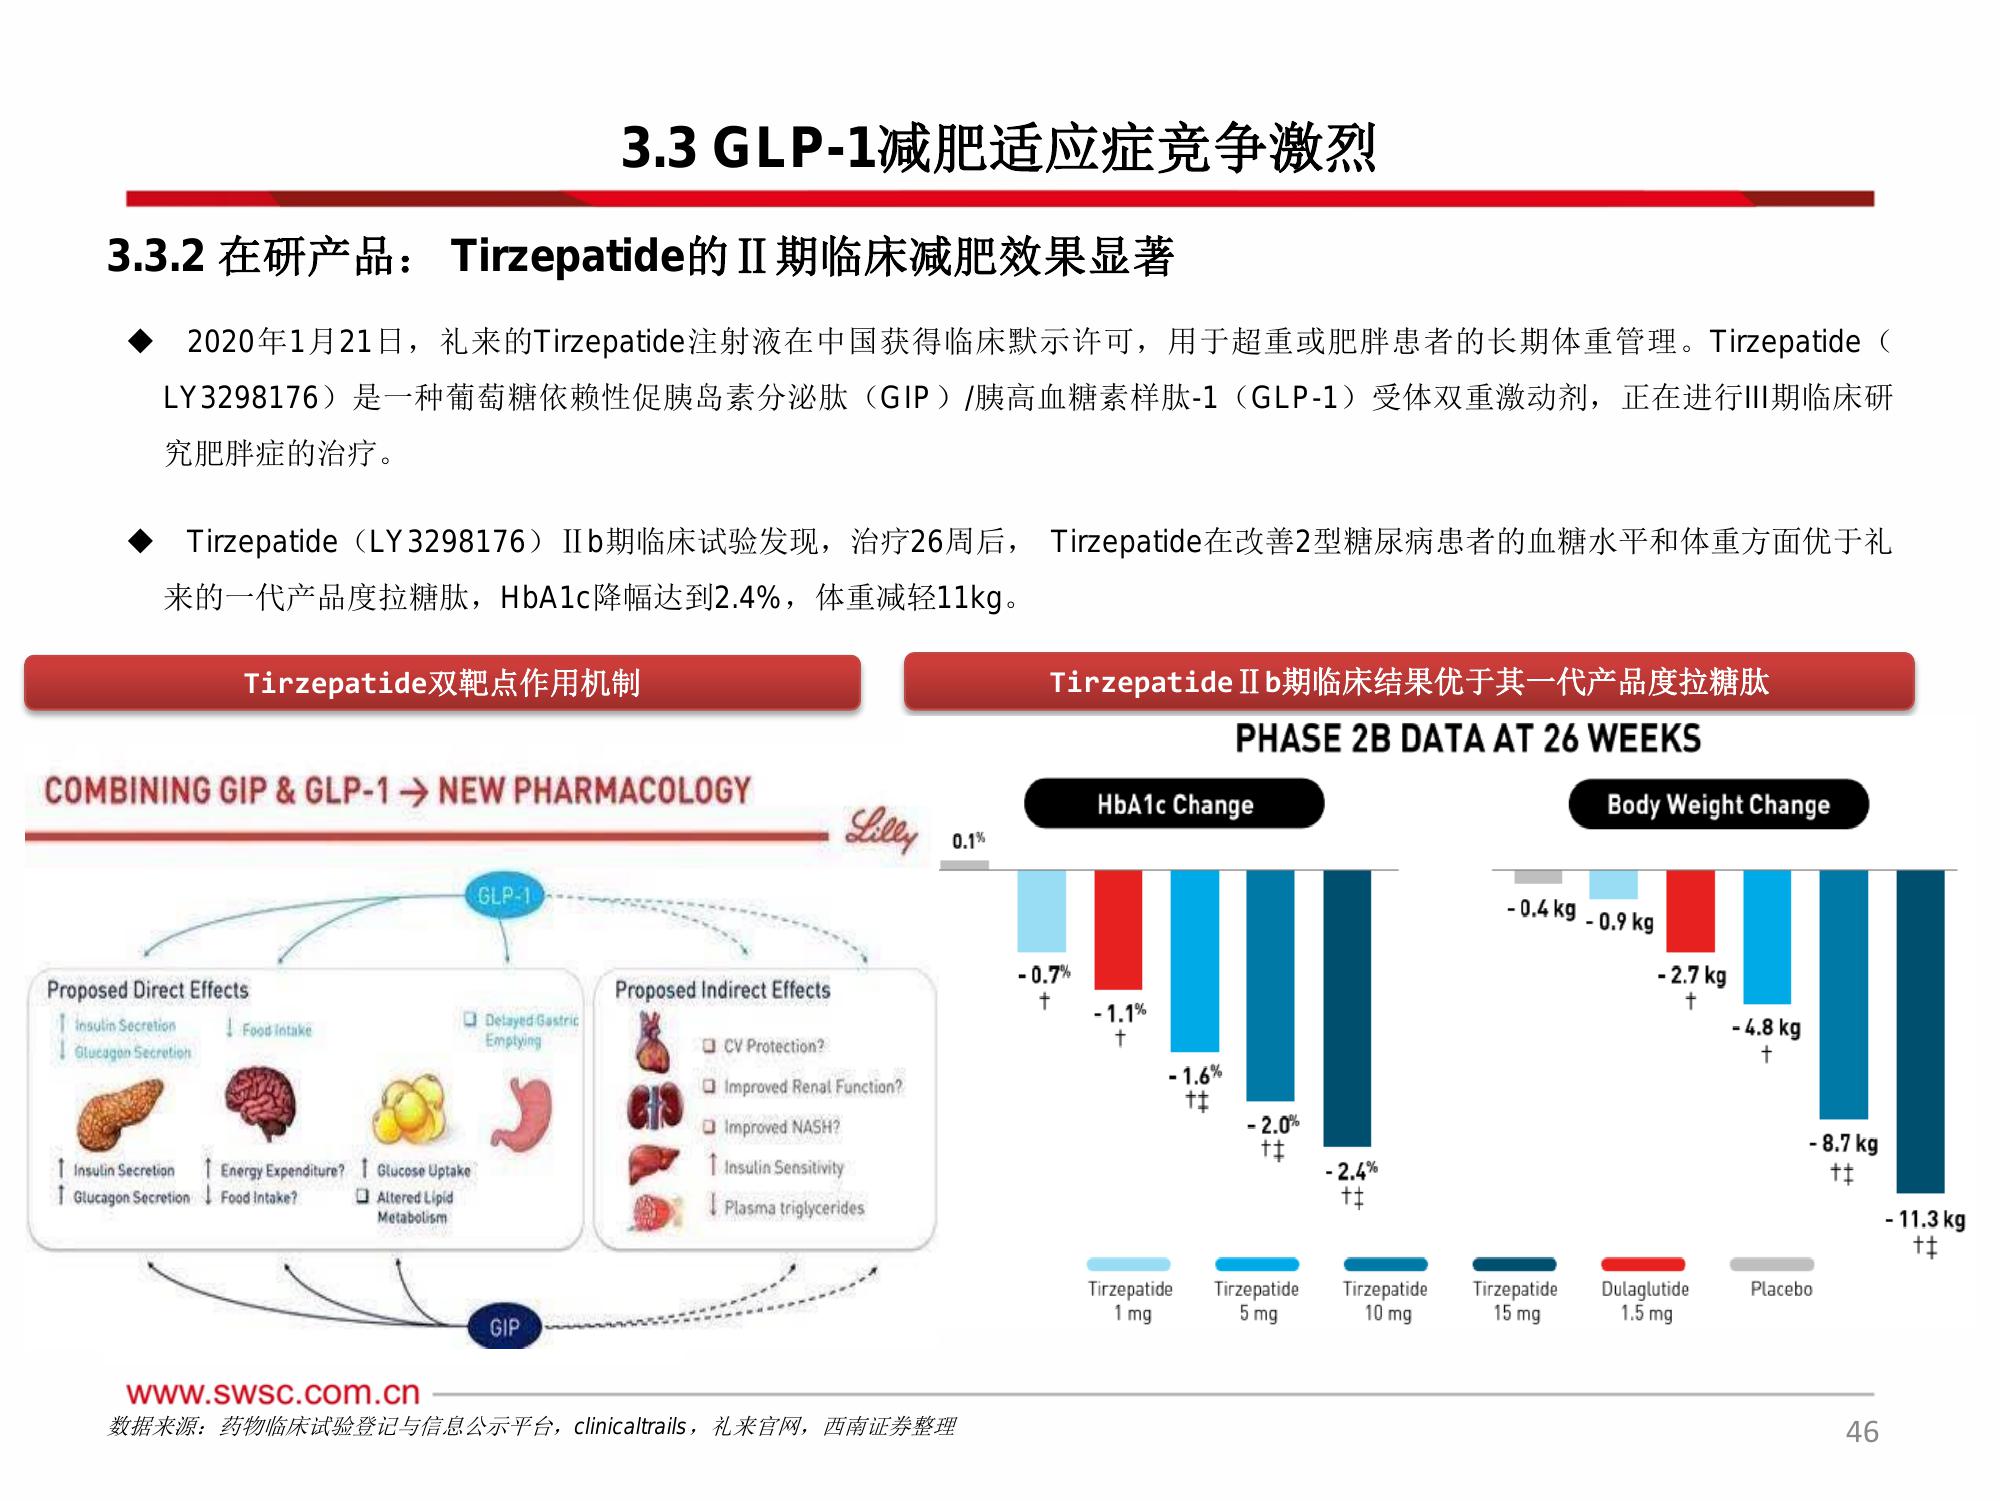 3.3 GLP-1减肥适应症竞争激烈
3.3.2 在研产品： Tirzepatide的Ⅱ期临床减肥效果显著
◆ 2020年1月21日，礼来的Tirzepatide注射液在中国获得临床默示许可，用于超重或肥胖患者的长期体重管理。Tirzepatide（
LY3298176）是一种葡萄糖依赖性促胰岛素分泌肽（GIP）/胰高血糖素样肽-1（GLP-1）受体双重激动剂，正在进行III期临床研
究肥胖症的治疗。
◆ Tirzepatide（LY3298176）Ⅱb期临床试验发现，治疗26周后， Tirzepatide在改善2型糖尿病患者的血糖水平和体重方面优于礼
来的一代产品度拉糖肽，HbA1c降幅达到2.4%，体重减轻11kg。
Tirzepatide双靶点作用机制
COMBINING GIP & GLP-1 → NEW PHARMACOLOGY
Lilly
GLP-1
Proposed Direct Effects
↑ Insulin Secretion
↓ Glucagon Secretion
↓ Food Intake
❑ Delayed Gastric
Emptying
↑ Insulin Secretion
↑ Glucagon Secretion
↑ Energy Expenditure?
↓ Food Intake?
↑ Glucose Uptake
❑ Altered Lipid
Metabolism
Proposed Indirect Effects
❑ CV Protection?
❑ Improved Renal Function?
❑ Improved NASH?
↑ Insulin Sensitivity
↓ Plasma triglycerides
GIP
TirzepatideⅡb期临床结果优于其一代产品度拉糖肽
PHASE 2B DATA AT 26 WEEKS
HbA1c Change
0.1%
- 0.7%
†
- 1.1%
†
- 1.6%
†‡
- 2.0%
†‡
- 2.4%
†‡
Body Weight Change
- 0.4 kg
- 0.9 kg
- 2.7 kg
†
- 4.8 kg
†
- 8.7 kg
†‡
- 11.3 kg
†‡
Tirzepatide
1 mg
Tirzepatide
5 mg
Tirzepatide
10 mg
Tirzepatide
15 mg
Dulaglutide
1.5 mg
Placebo
www.swsc.com.cn
数据来源：药物临床试验登记与信息公示平台，clinicaltrails，礼来官网，西南证券整理
46